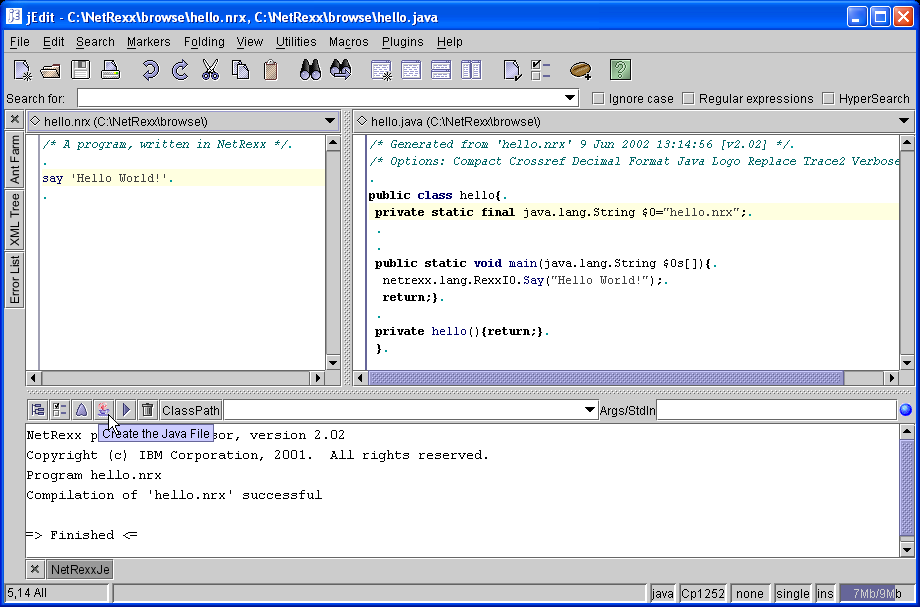 jEdit - C:\NetRexx\browse\hello.nrx, C:\NetRexx\browse\hello.java
File Edit Search Markers Folding View Utilities Macros Plugins Help
Search for: Ignore case Regular expressions HyperSearch
hello.nrx (C:\NetRexx\browse\)
/* A program, written in NetRexx */.
.
say 'Hello World!'.
.
hello.java (C:\NetRexx\browse\)
/* Generated from 'hello.nrx' 9 Jun 2002 13:14:56 [v2.02] */.
/* Options: Compact Crossref Decimal Format Java Logo Replace Trace2 Verbose
.
public class hello{.
private static final java.lang.String $0="hello.nrx";.
.
.
public static void main(java.lang.String $0s[]){.
netrexx.lang.RexxIO.Say("Hello World!");.
return;}.
.
private hello(){return;}.
}.
Ant Farm
XML Tree
Error List
ClassPath Args/StdIn
Create the Java File
NetRexx p sor, version 2.02
Copyright (c) IBM Corporation, 2001. All rights reserved.
Program hello.nrx
Compilation of 'hello.nrx' successful
=> Finished <=
NetRexxJe
5,14 All java Cp1252 none single ins 7Mb/9Mb